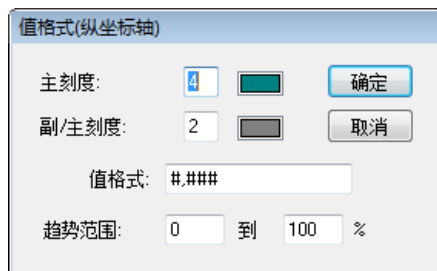 值格式(纵坐标轴)
主刻度: 4 确定
副/主刻度: 2 取消
值格式: #,###
趋势范围: 0 到 100 %